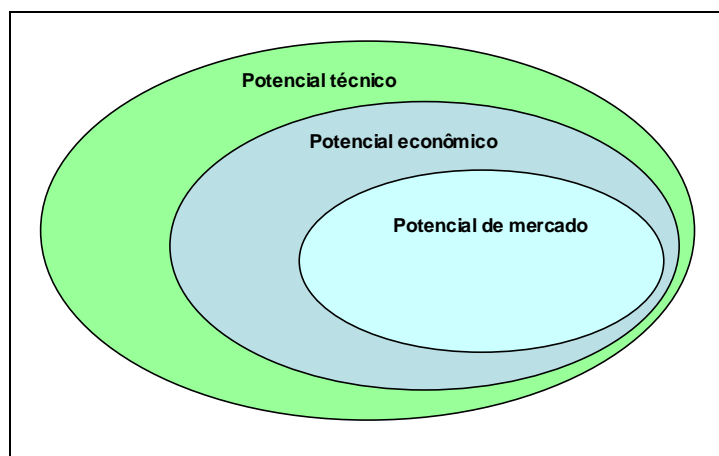 Potencial técnico
Potencial econômico
Potencial de mercado